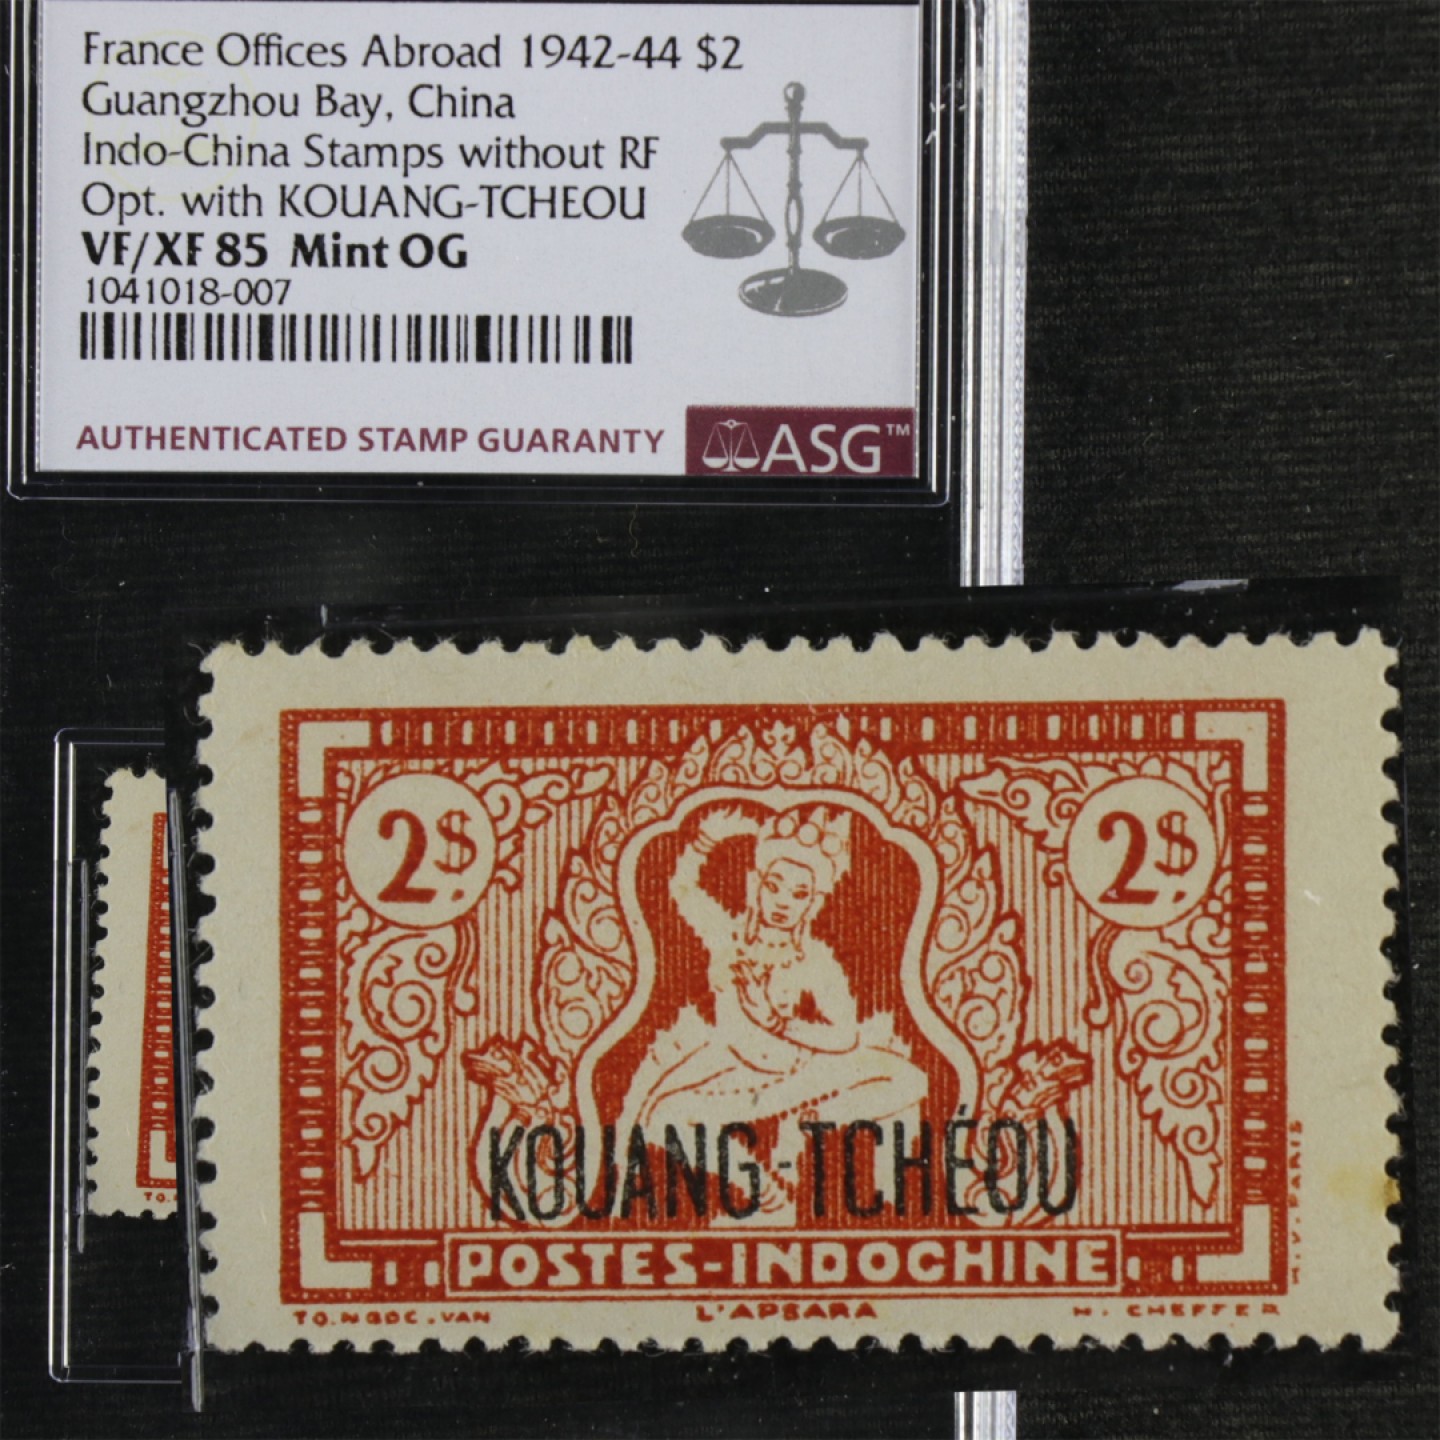 France Offices Abroad 1942-44 $2
Guangzhou Bay, China
Indo-China Stamps without RF
Opt. with KOUANG-TCHEOU
VF/XF 85 Mint OG
1041018-007
AUTHENTICATED STAMP GUARANTY
ASG™
2$
2$
KOUANG-TCHÉOU
POSTES-INDOCHINE
TO.NGOC.VAN
L'APSARA
H. CHEFFER
H.V. PARIS
TO.